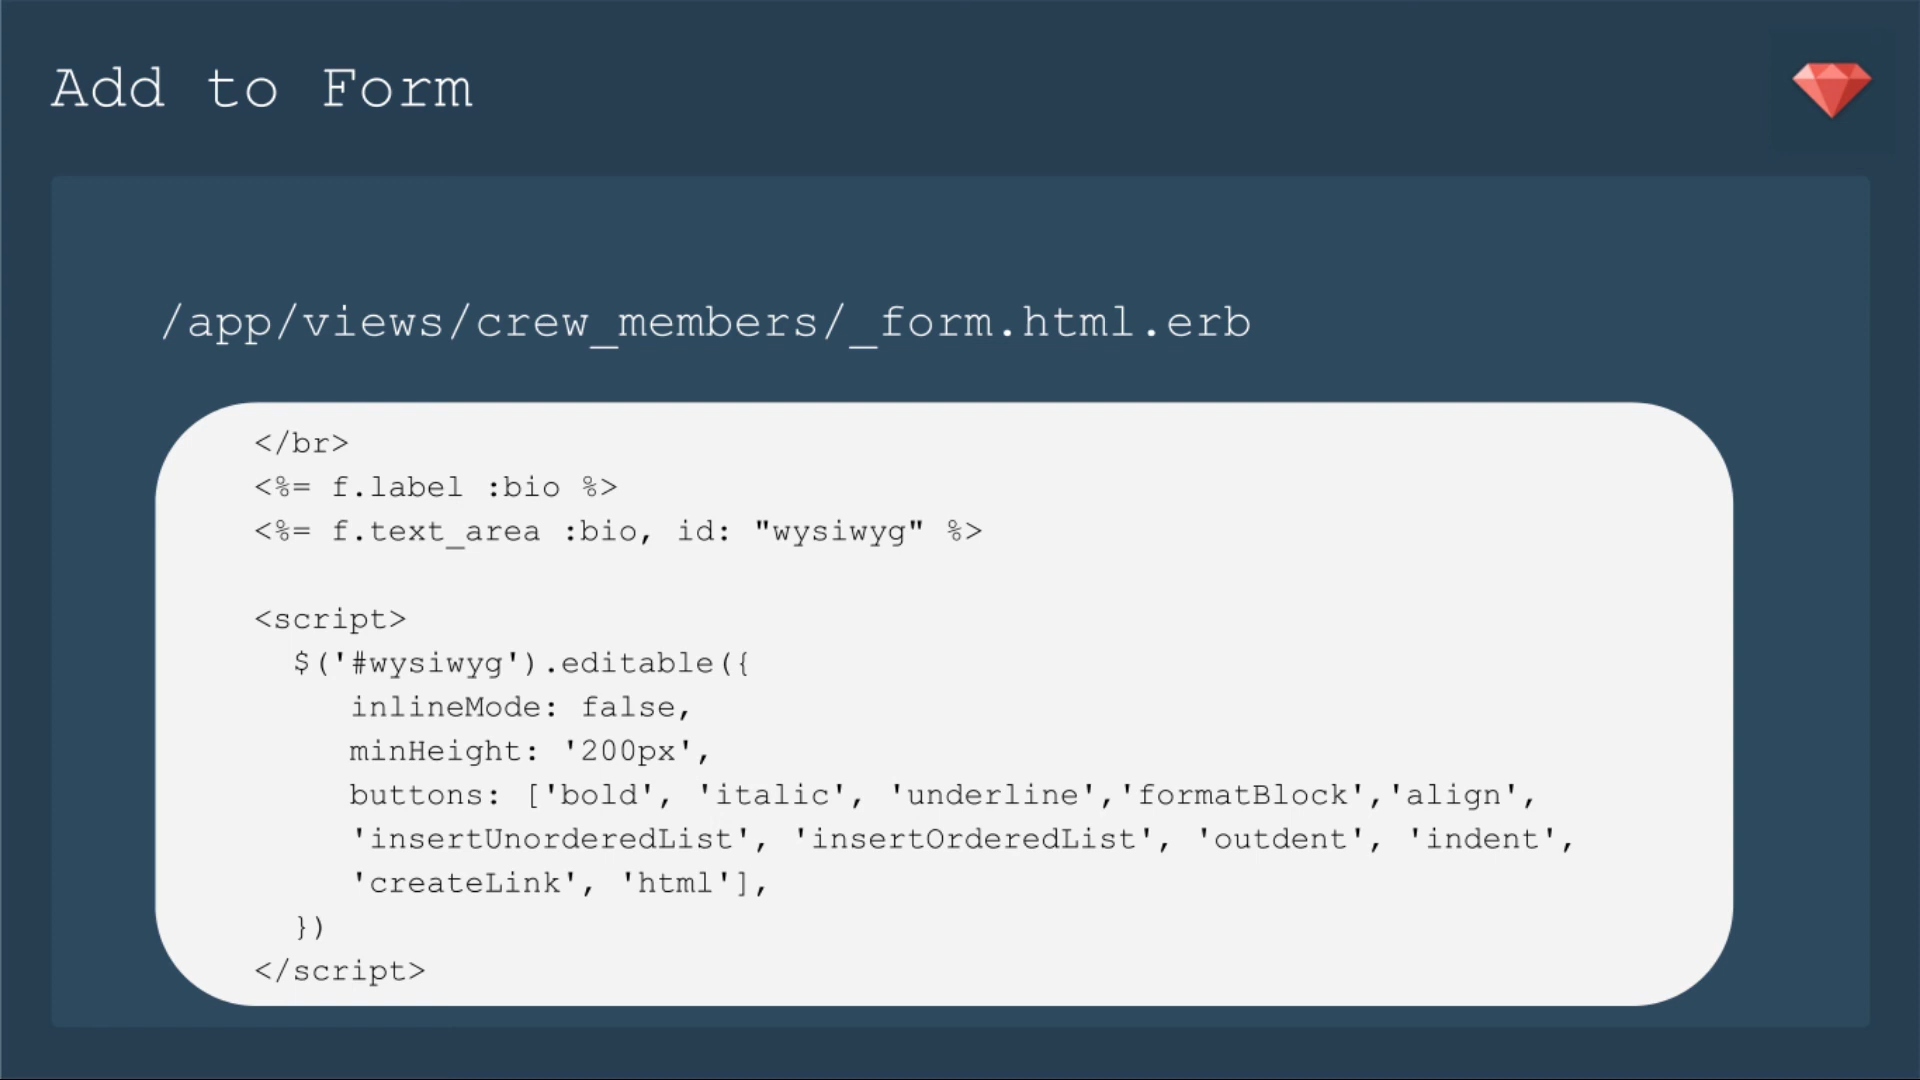 Add to Form
/app/views/crew_members/_form.html.erb
</br>
<%= f.label :bio %>
<%= f.text_area :bio, id: "wysiwyg" %>
<script>
$('#wysiwyg').editable({
inlineMode: false,
minHeight: '200px',
buttons: ['bold', 'italic', 'underline','formatBlock','align',
'insertUnorderedList', 'insertOrderedList', 'outdent', 'indent',
'createLink', 'html'],
})
</script>